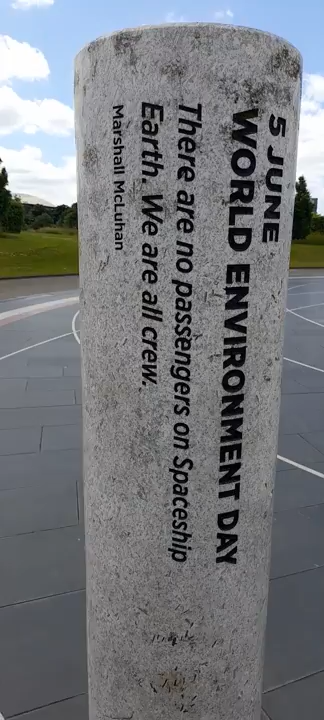 5 JUNE
WORLD ENVIRONMENT DAY
There are no passengers on Spaceship
Earth. We are all crew.
Marshall McLuhan